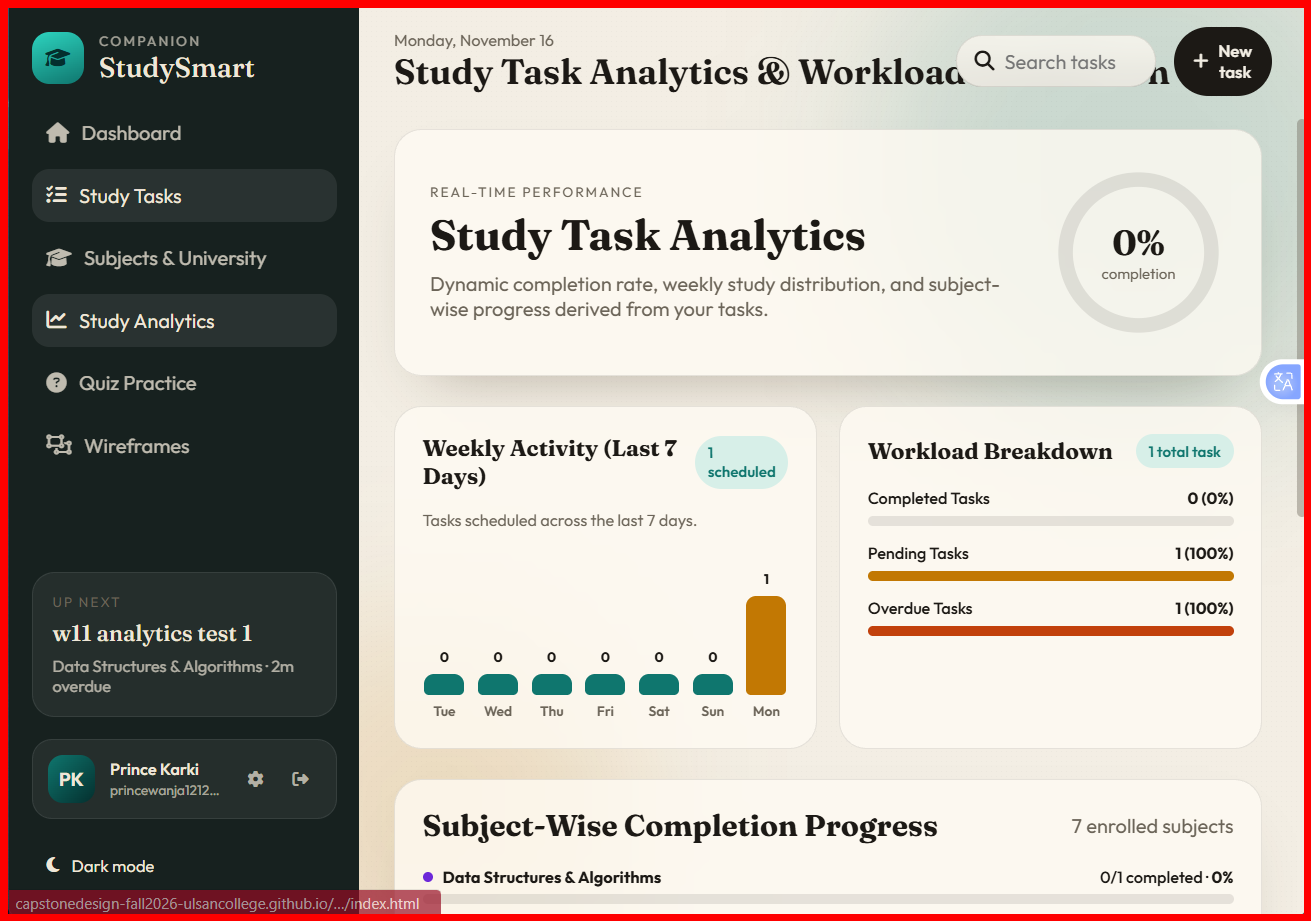 COMPANION
StudySmart
Dashboard
Study Tasks
Subjects & University
Study Analytics
Quiz Practice
Wireframes
UP NEXT
w11 analytics test 1
Data Structures & Algorithms · 2m
overdue
PK
Prince Karki
princewanja1212...
Dark mode
capstonedesign-fall2026-ulsancollege.github.io/.../index.html
Monday, November 16
Study Task Analytics & Workload
n
Search tasks
+ New
task
REAL-TIME PERFORMANCE
Study Task Analytics
Dynamic completion rate, weekly study distribution, and subject-
wise progress derived from your tasks.
0%
completion
Weekly Activity (Last 7
Days)
1
scheduled
Tasks scheduled across the last 7 days.
0 0 0 0 0 0 1
Tue Wed Thu Fri Sat Sun Mon
Workload Breakdown
1 total task
Completed Tasks 0 (0%)
Pending Tasks 1 (100%)
Overdue Tasks 1 (100%)
Subject-Wise Completion Progress
7 enrolled subjects
Data Structures & Algorithms
0/1 completed · 0%